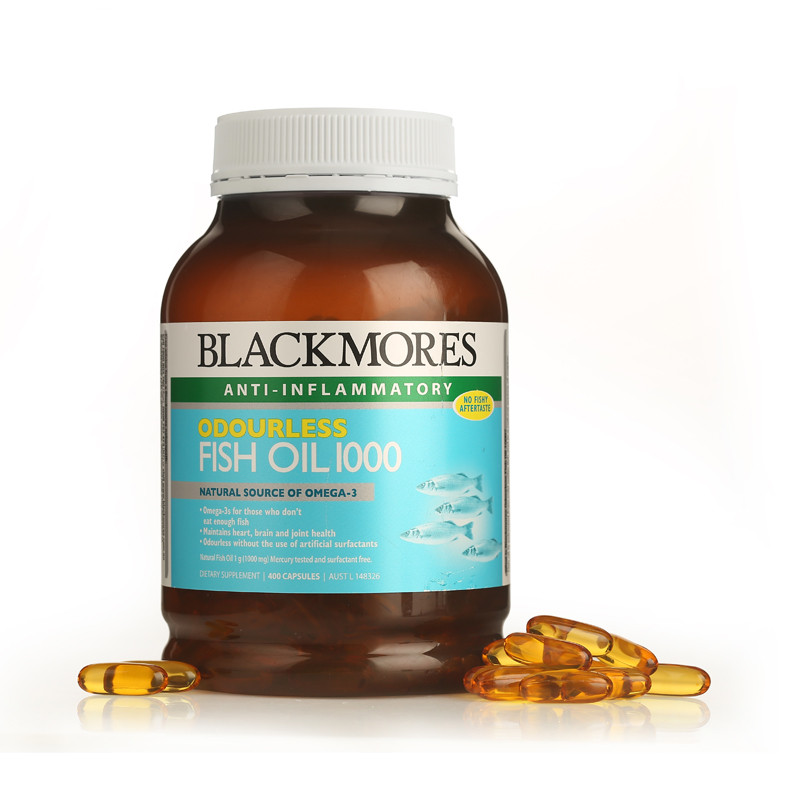 BLACKMORES
ANTI-INFLAMMATORY
NO FISHY
AFTERTASTE
ODOURLESS
FISH OIL 1000
NATURAL SOURCE OF OMEGA-3
• Omega-3s for those who don't
eat enough fish
• Maintains heart, brain and joint health
• Odourless without the use of artificial surfactants
Natural Fish Oil 1 g (1000 mg) Mercury tested and surfactant free.
DIETARY SUPPLEMENT | 400 CAPSULES | AUST L 148326